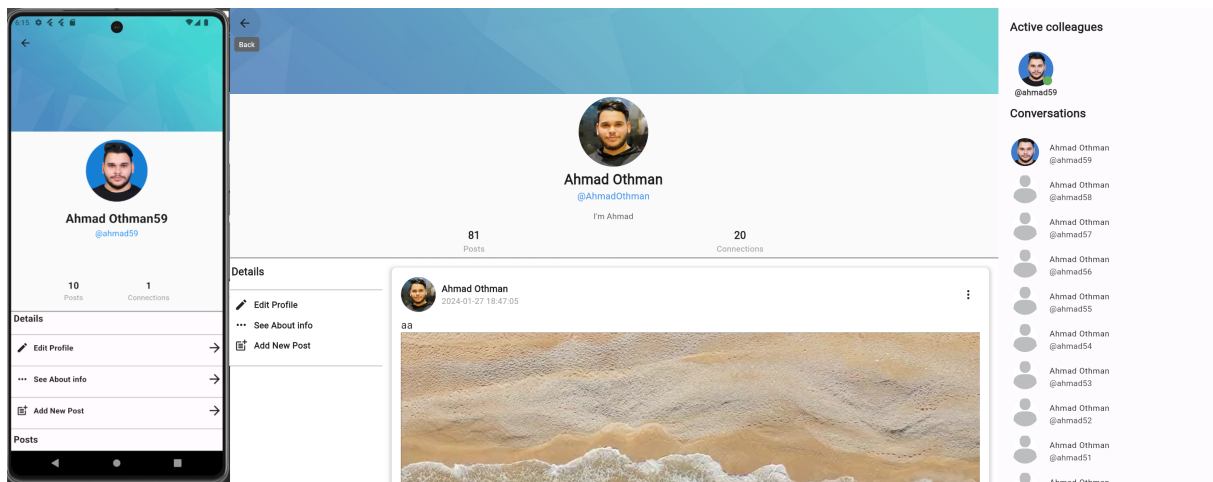 6:15
Ahmad Othman59
@ahmad59
10
Posts
1
Connections
Details
Edit Profile
See About info
Add New Post
Posts
Back
Ahmad Othman
@AhmadOthman
I'm Ahmad
81
Posts
20
Connections
Details
Edit Profile
See About info
Add New Post
Ahmad Othman
2024-01-27 18:47:05
aa
Active colleagues
@ahmad59
Conversations
Ahmad Othman
@ahmad59
Ahmad Othman
@ahmad58
Ahmad Othman
@ahmad57
Ahmad Othman
@ahmad56
Ahmad Othman
@ahmad55
Ahmad Othman
@ahmad54
Ahmad Othman
@ahmad53
Ahmad Othman
@ahmad52
Ahmad Othman
@ahmad51
Ahmad Othman